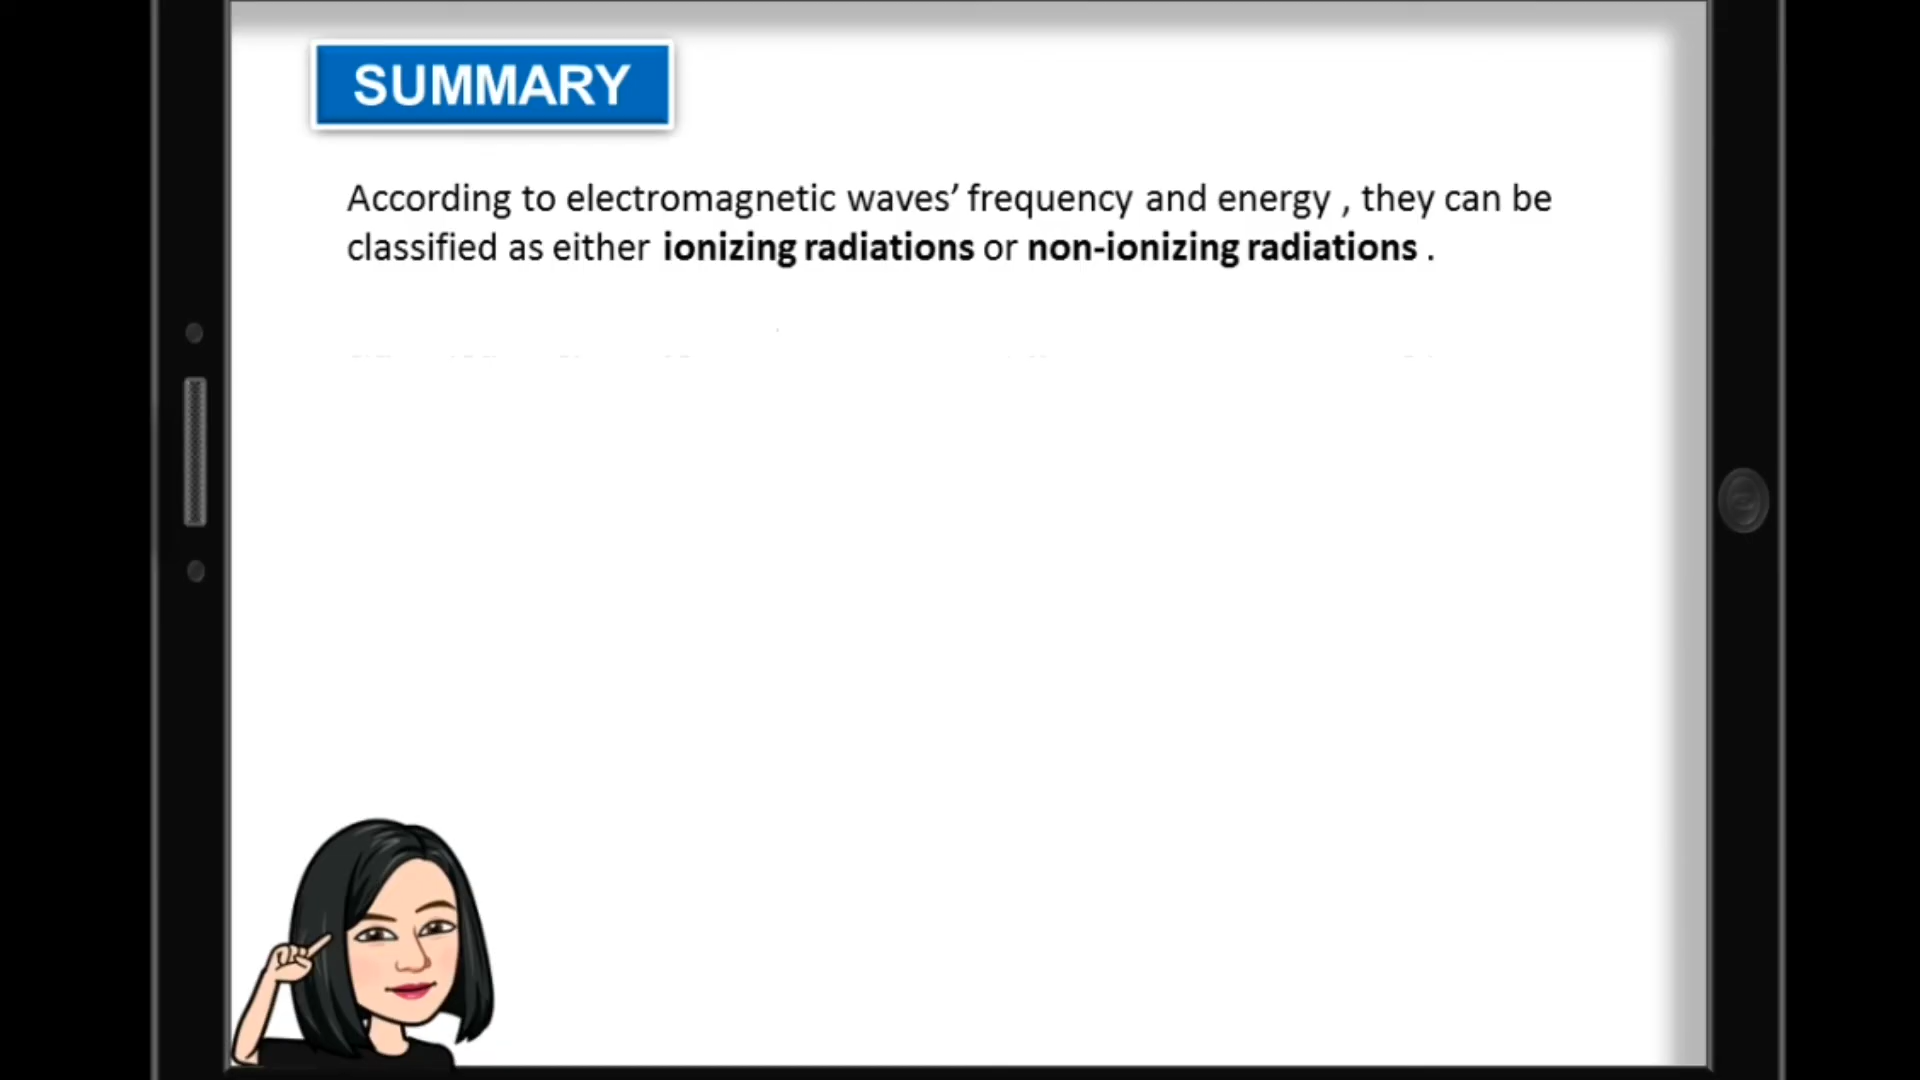 SUMMARY
According to electromagnetic waves’ frequency and energy , they can be
classified as either ionizing radiations or non-ionizing radiations .